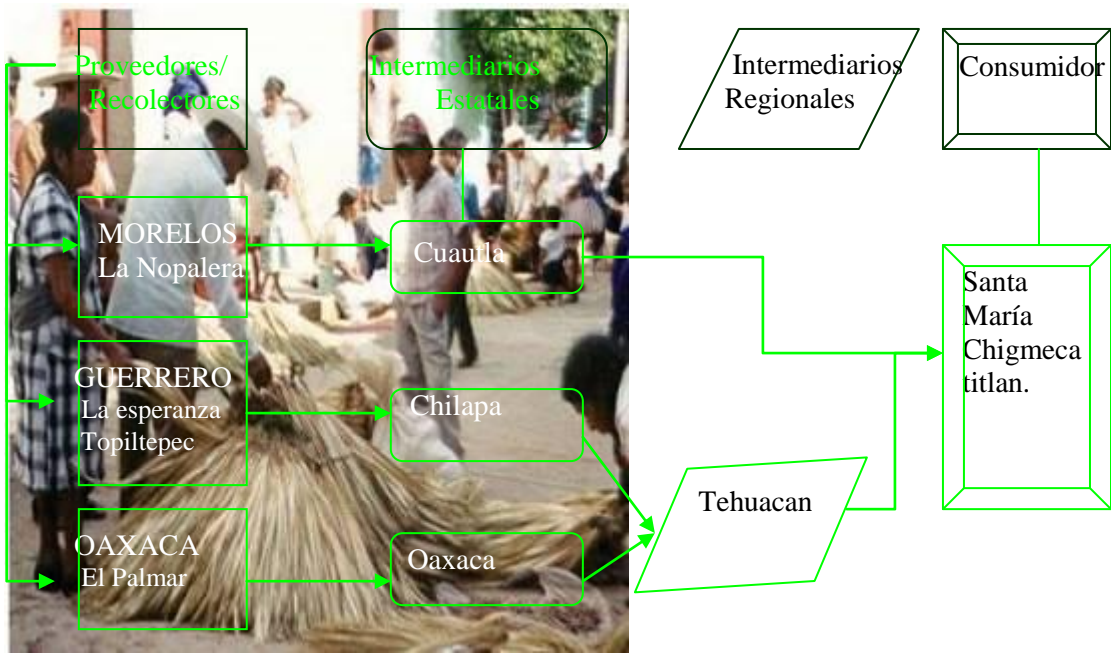 Proveedores/
Recolectores
Intermediarios
Estatales
Intermediarios
Regionales
Consumidor
MORELOS
La Nopalera
Cuautla
Santa
María
Chigmeca
titlan.
GUERRERO
La esperanza
Topiltepec
Chilapa
Tehuacan
OAXACA
El Palmar
Oaxaca